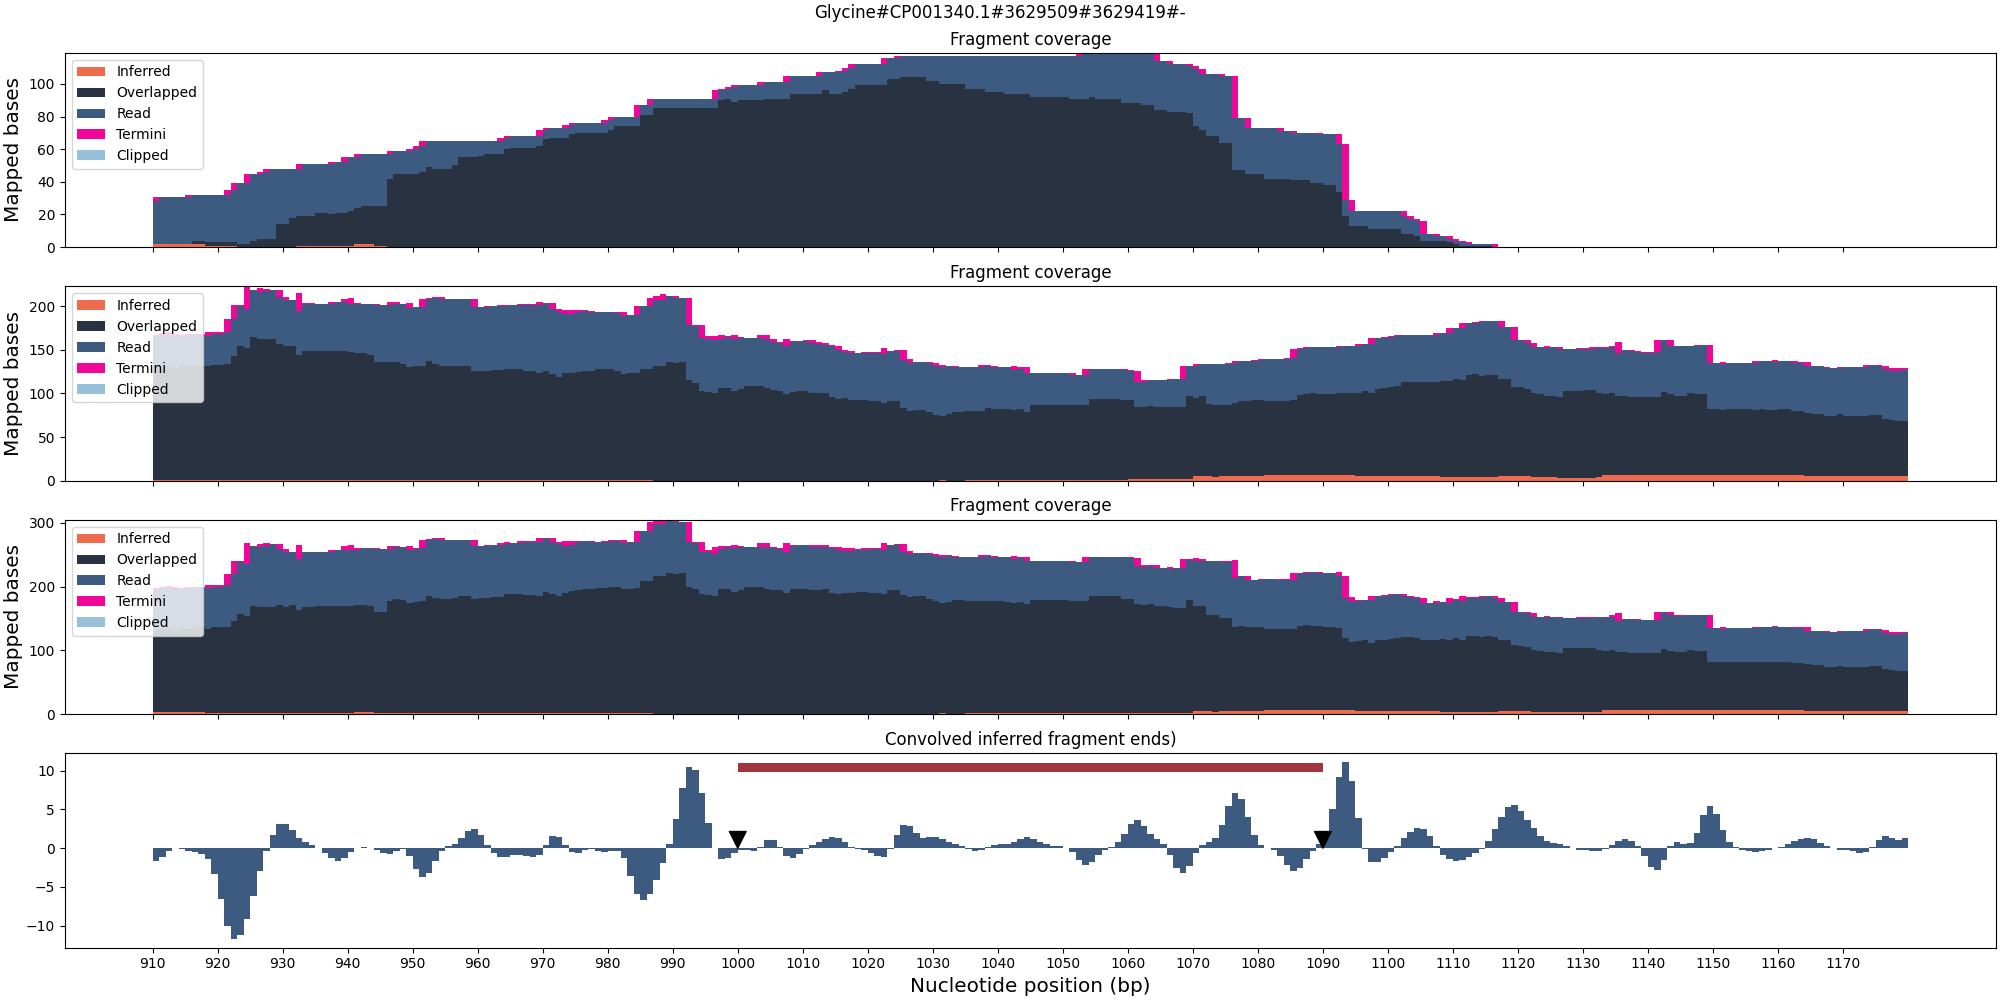 Glycine#CP001340.1#3629509#3629419#-
Fragment coverage
Mapped bases
100
80
60
40
20
0
Inferred
Overlapped
Read
Termini
Clipped
Fragment coverage
Mapped bases
200
150
100
50
0
Inferred
Overlapped
Read
Termini
Clipped
Fragment coverage
Mapped bases
300
200
100
0
Inferred
Overlapped
Read
Termini
Clipped
Convolved inferred fragment ends)
10
5
0
−5
−10
910 920 930 940 950 960 970 980 990 1000 1010 1020 1030 1040 1050 1060 1070 1080 1090 1100 1110 1120 1130 1140 1150 1160 1170
Nucleotide position (bp)